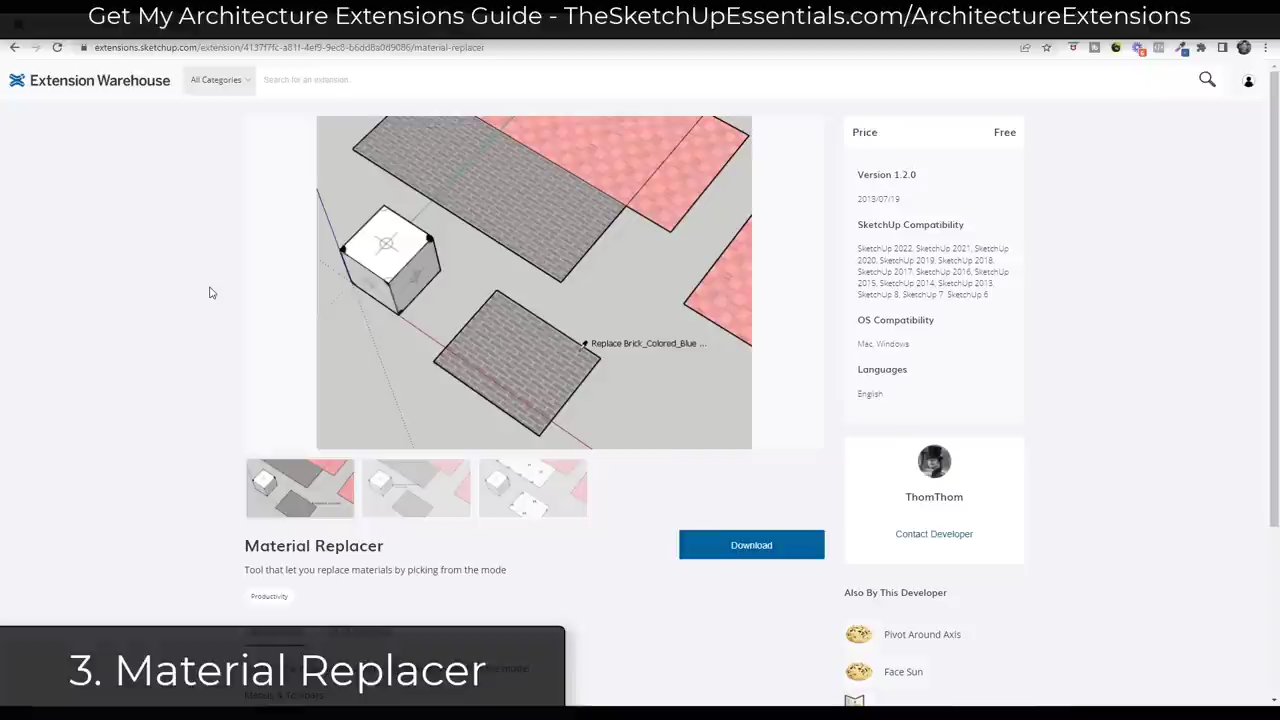 Get My Architecture Extensions Guide - TheSketchUpEssentials.com/ArchitectureExtensions
extensions.sketchup.com/extension/4137f7fc-a81f-4ef9-9ec8-b6dd8a0d9086/material-replacer
Extension Warehouse
All Categories
Search for an extension.
Replace Brick_Colored_Blue ...
Price
Free
Version 1.2.0
2013/07/19
SketchUp Compatibility
SketchUp 2022, SketchUp 2021, SketchUp
2020, SketchUp 2019, SketchUp 2018,
SketchUp 2017, SketchUp 2016, SketchUp
2015, SketchUp 2014, SketchUp 2013,
SketchUp 8, SketchUp 7, SketchUp 6
OS Compatibility
Mac, Windows
Languages
English
ThomThom
Contact Developer
Material Replacer
Download
Tool that let you replace materials by picking from the mode
Productivity
Also By This Developer
Pivot Around Axis
Face Sun
3. Material Replacer